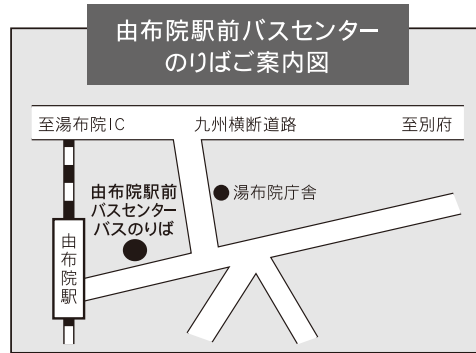 由布院駅前バスセンター
のりばご案内図
至湯布院IC
九州横断道路
至別府
由布院駅前
バスセンター
バスのりば
湯布院庁舎
由布院駅